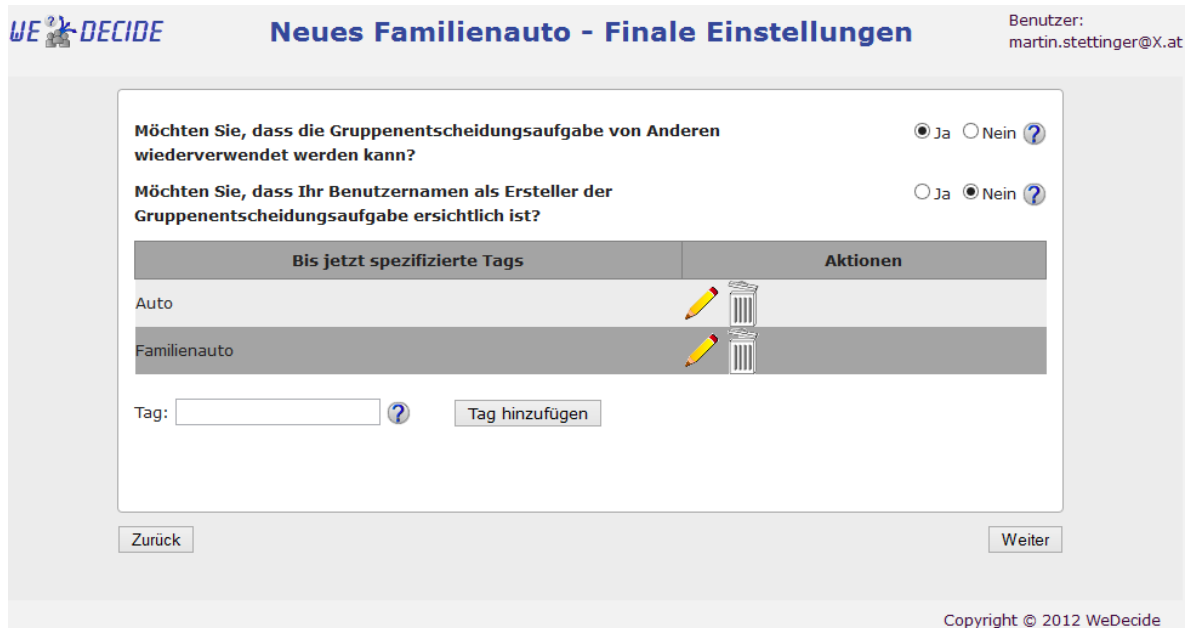 WE DECIDE
Neues Familienauto - Finale Einstellungen
Benutzer:
martin.stettinger@X.at
Möchten Sie, dass die Gruppenentscheidungsaufgabe von Anderen
wiederverwendet werden kann?
Ja Nein ?
Möchten Sie, dass Ihr Benutzernamen als Ersteller der
Gruppenentscheidungsaufgabe ersichtlich ist?
Ja Nein ?
Bis jetzt spezifizierte Tags Aktionen
Auto
Familienauto
Tag: ? Tag hinzufügen
Zurück Weiter
Copyright © 2012 WeDecide